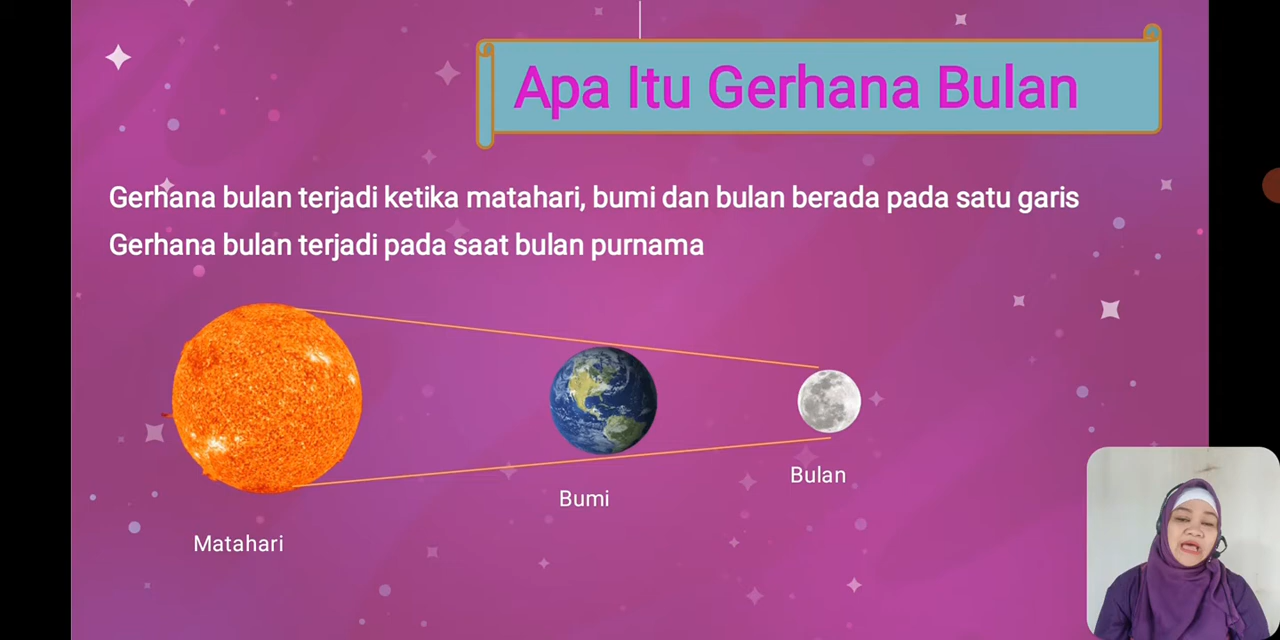 Apa Itu Gerhana Bulan
Gerhana bulan terjadi ketika matahari, bumi dan bulan berada pada satu garis
Gerhana bulan terjadi pada saat bulan purnama
Bulan
Bumi
Matahari